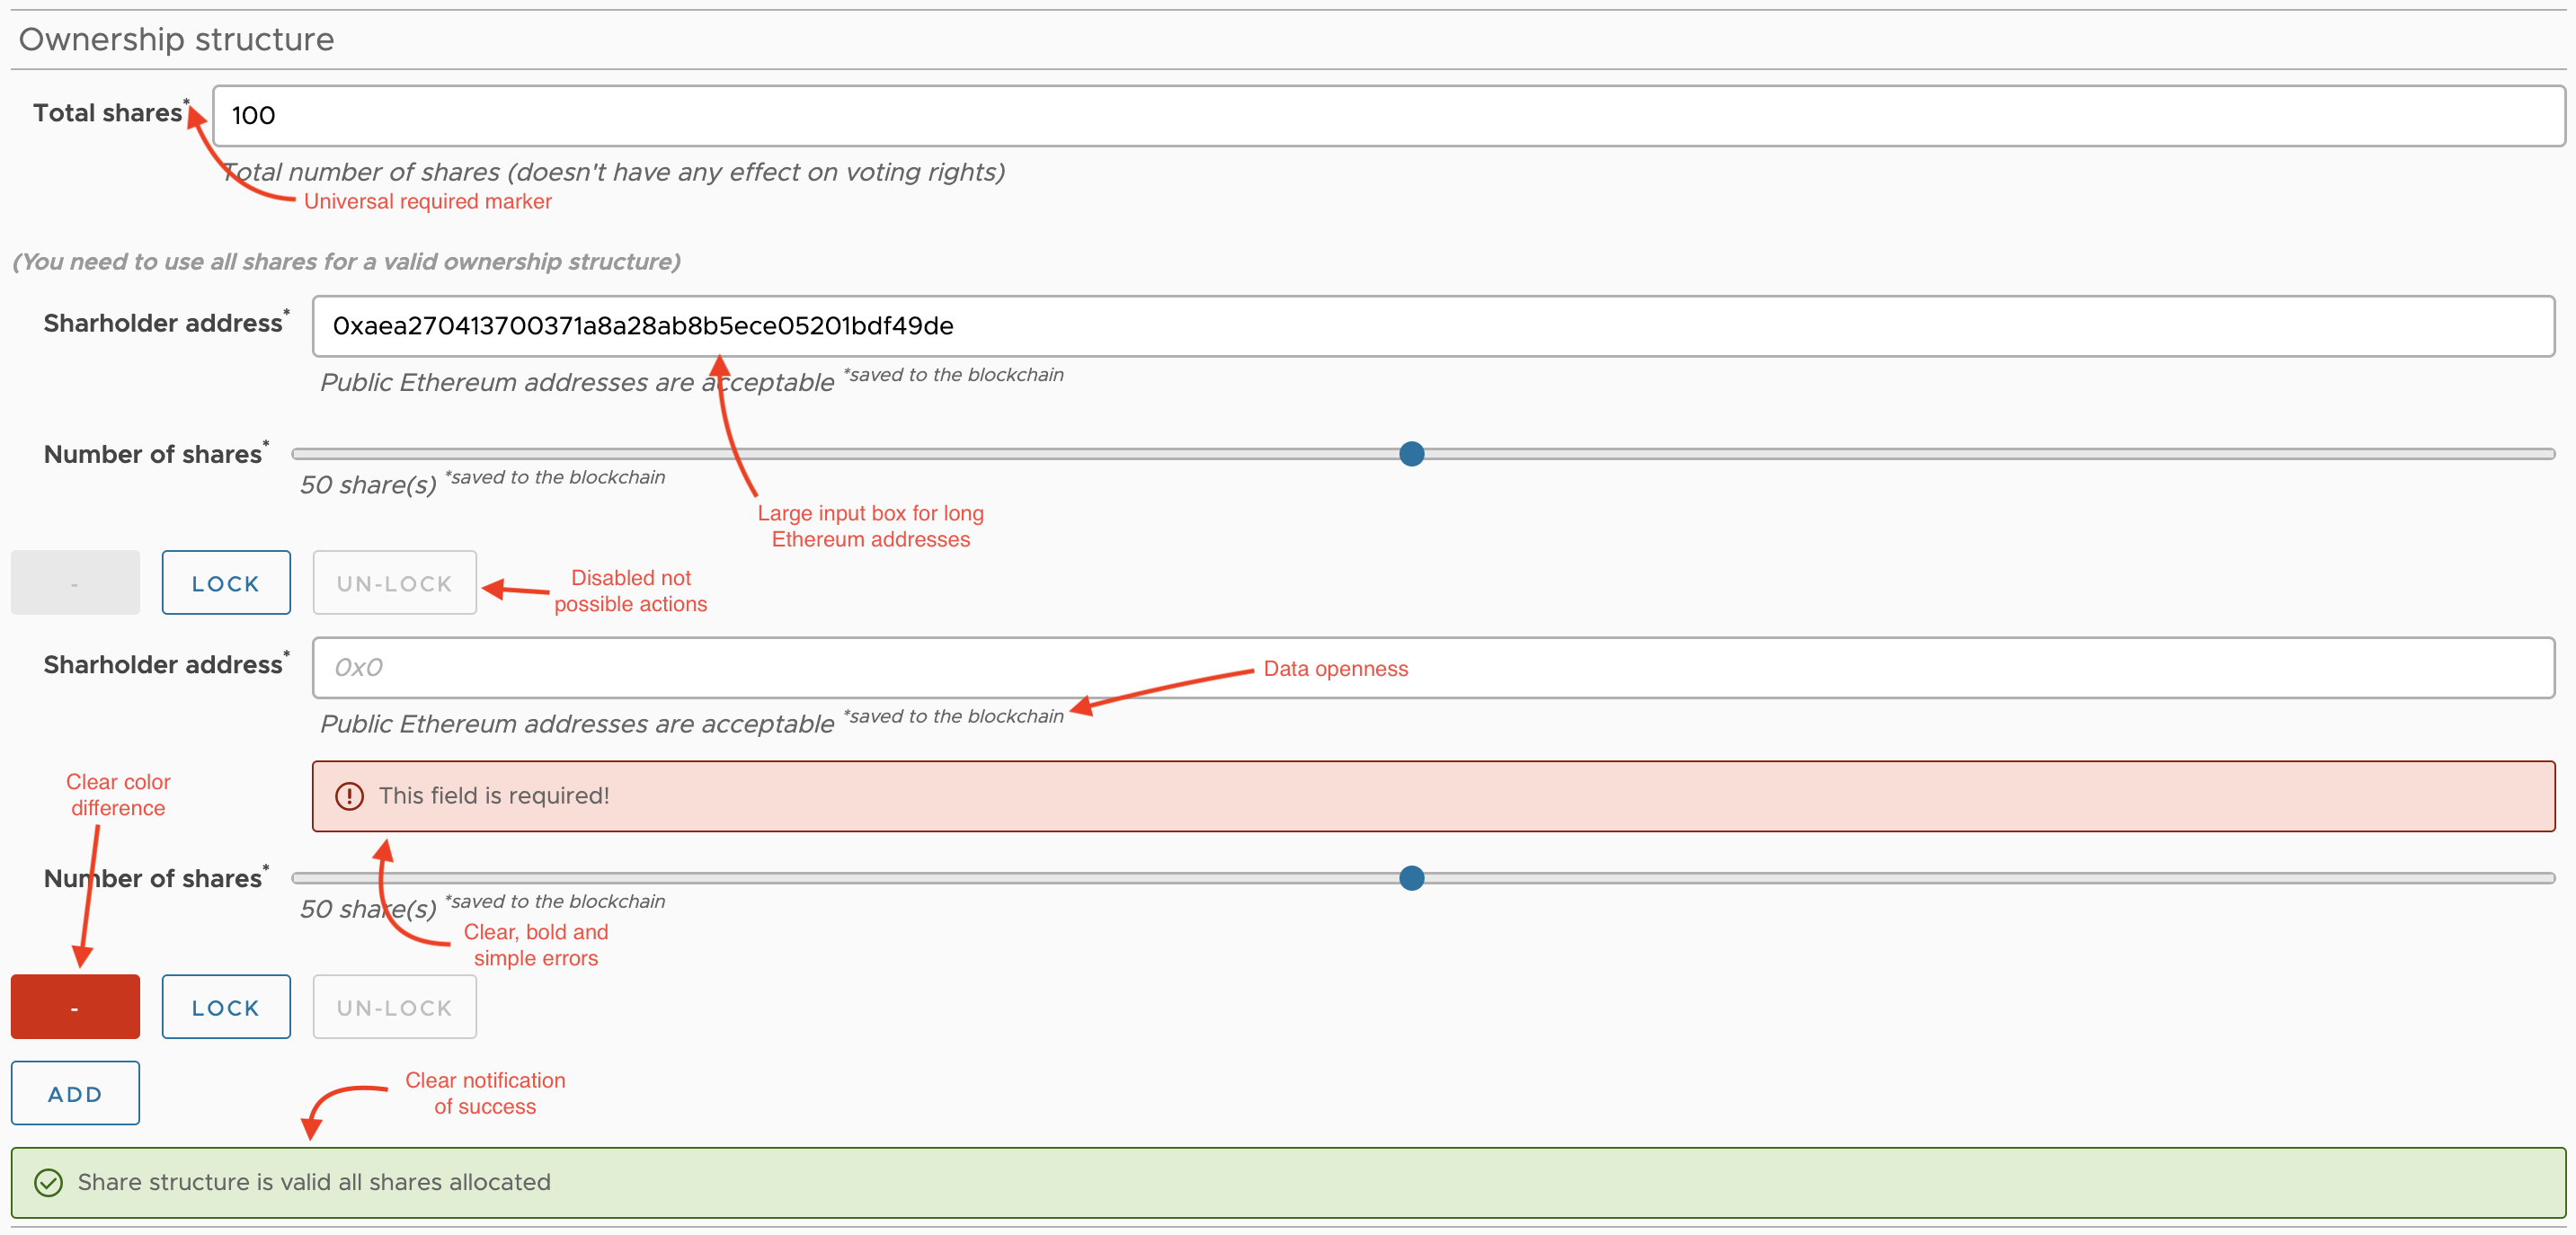 Ownership structure
Total shares*
100
Total number of shares (doesn't have any effect on voting rights)
Universal required marker
(You need to use all shares for a valid ownership structure)
Sharholder address*
0xaea270413700371a8a28ab8b5ece05201bdf49de
Public Ethereum addresses are acceptable *saved to the blockchain
Number of shares*
50 share(s) *saved to the blockchain
Large input box for long
Ethereum addresses
-
LOCK
UN-LOCK
Disabled not
possible actions
Sharholder address*
0x0
Data openness
Public Ethereum addresses are acceptable *saved to the blockchain
Clear color
difference
This field is required!
Number of shares*
50 share(s) *saved to the blockchain
Clear, bold and
simple errors
-
LOCK
UN-LOCK
ADD
Clear notification
of success
Share structure is valid all shares allocated